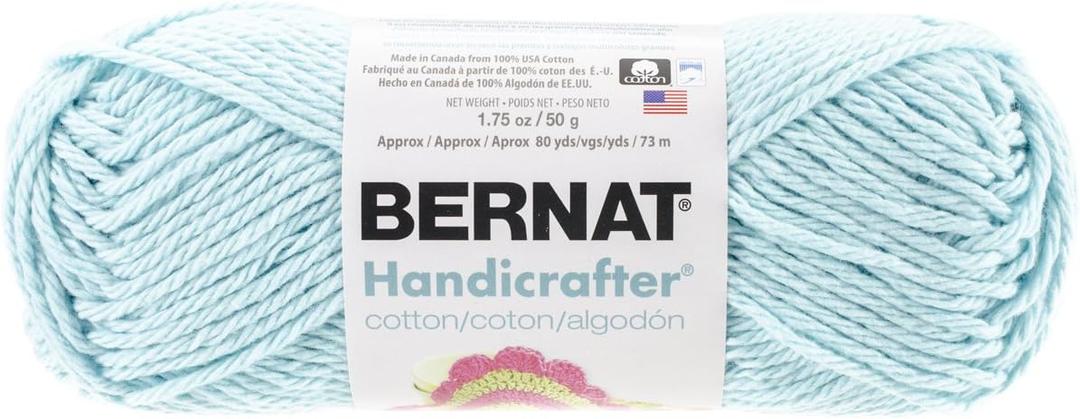 Made in Canada from 100% USA Cotton
Fabriqué au Canada à partir de 100% coton des É.-U.
Hecho en Canadá de 100% Algodón de EE.UU.
cotton
NET WEIGHT • POIDS NET • PESO NETO
1.75 oz / 50 g
Approx / Approx / Aprox 80 yds/vgs/yds / 73 m
BERNAT®
Handicrafter®
cotton/coton/algodón